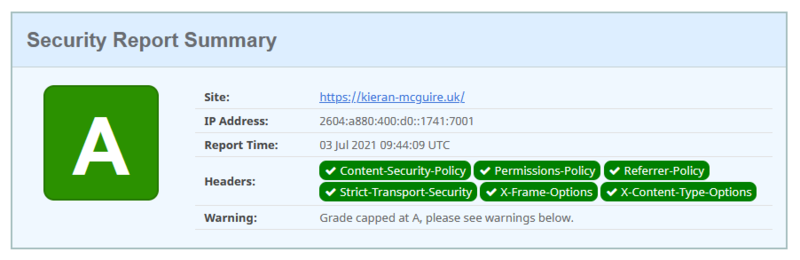 Security Report Summary
A
Site: https://kieran-mcguire.uk/
IP Address: 2604:a880:400:d0::1741:7001
Report Time: 03 Jul 2021 09:44:09 UTC
Headers: Content-Security-Policy Permissions-Policy Referrer-Policy
Strict-Transport-Security X-Frame-Options X-Content-Type-Options
Warning: Grade capped at A, please see warnings below.